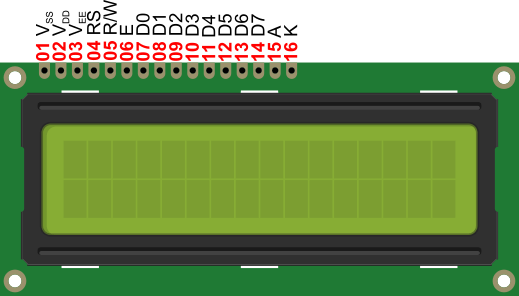 01 VSS
02 VDD
03 VEE
04 RS
05 R/W
06 E
07 D0
08 D1
09 D2
10 D3
11 D4
12 D5
13 D6
14 D7
15 A
16 K